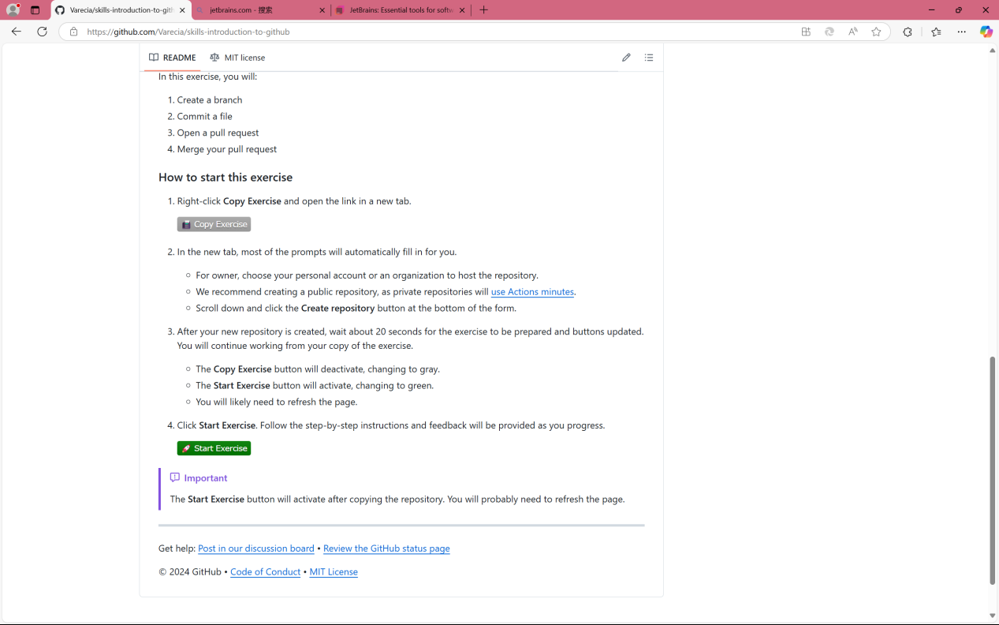 Varecia/skills-introduction-to-gith
jetbrains.com - 搜索
JetBrains: Essential tools for softw
https://github.com/Varecia/skills-introduction-to-github
README
MIT license
In this exercise, you will:
1. Create a branch
2. Commit a file
3. Open a pull request
4. Merge your pull request
How to start this exercise
1. Right-click Copy Exercise and open the link in a new tab.
Copy Exercise
2. In the new tab, most of the prompts will automatically fill in for you.
For owner, choose your personal account or an organization to host the repository.
We recommend creating a public repository, as private repositories will use Actions minutes.
Scroll down and click the Create repository button at the bottom of the form.
3. After your new repository is created, wait about 20 seconds for the exercise to be prepared and buttons updated.
You will continue working from your copy of the exercise.
The Copy Exercise button will deactivate, changing to gray.
The Start Exercise button will activate, changing to green.
You will likely need to refresh the page.
4. Click Start Exercise. Follow the step-by-step instructions and feedback will be provided as you progress.
Start Exercise
Important
The Start Exercise button will activate after copying the repository. You will probably need to refresh the page.
Get help: Post in our discussion board • Review the GitHub status page
© 2024 GitHub • Code of Conduct • MIT License